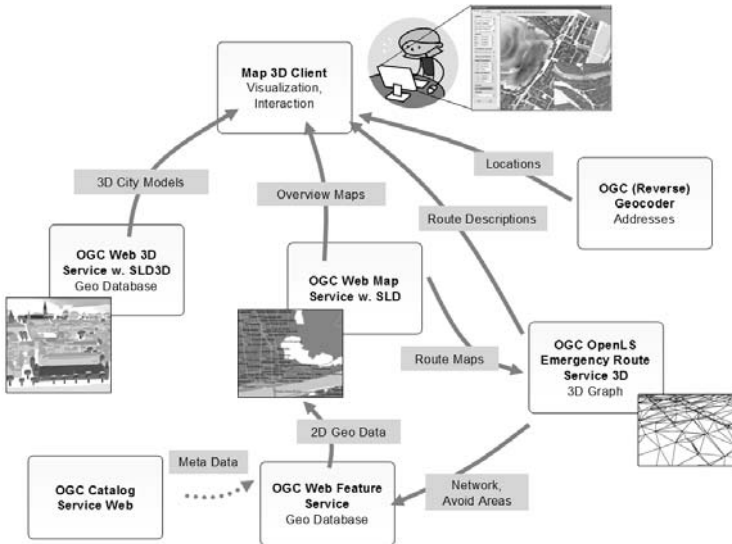 Map 3D Client
Visualization,
Interaction
Locations
3D City Models
Overview Maps
Route Descriptions
OGC (Reverse)
Geocoder
Addresses
OGC Web 3D
Service w. SLD3D
Geo Database
OGC Web Map
Service w. SLD
Route Maps
OGC OpenLS
Emergency Route
Service 3D
3D Graph
2D Geo Data
Meta Data
OGC Catalog
Service Web
OGC Web Feature
Service
Geo Database
Network,
Avoid Areas